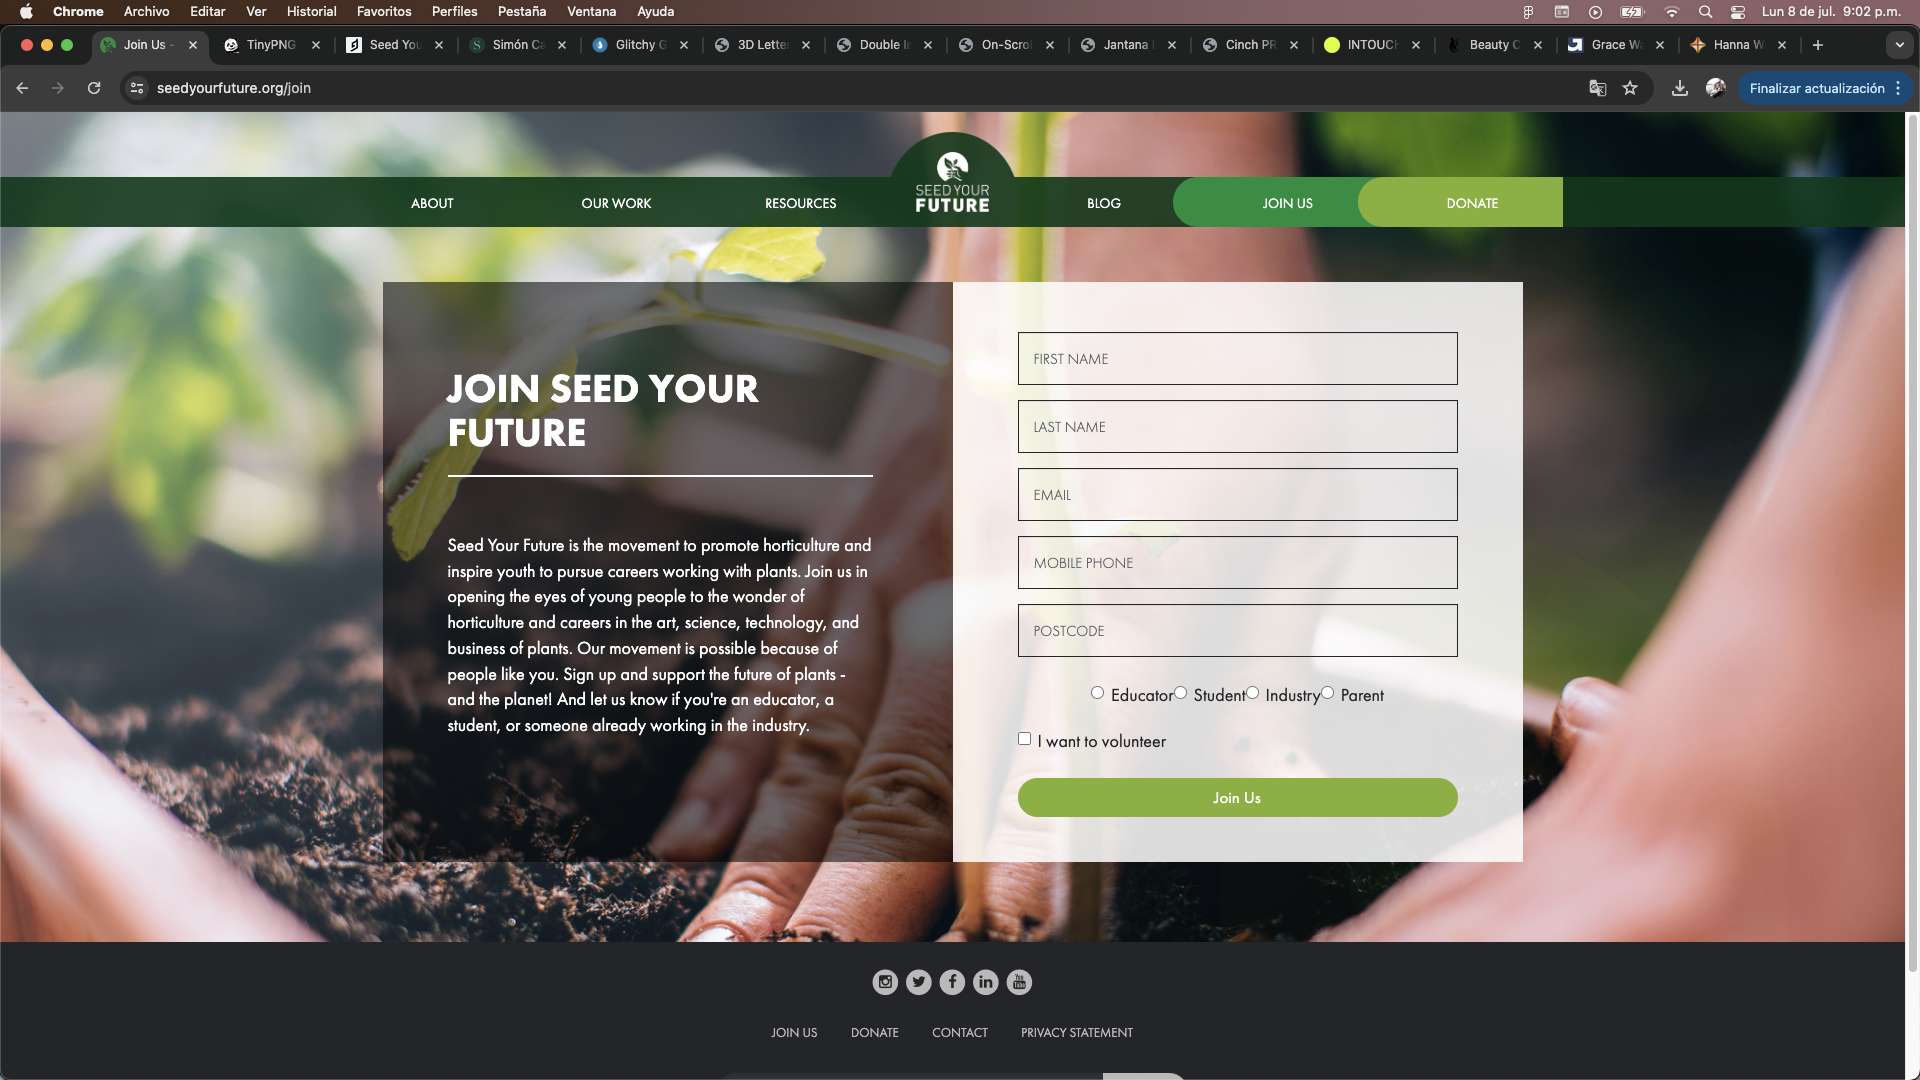 Chrome Archivo Editar Ver Historial Favoritos Perfiles Pestaña Ventana Ayuda Lun 8 de jul. 9:02 p.m.
Join Us - TinyPNG Seed You Simón Ca Glitchy G 3D Letter Double In On-Scrol Jantana Cinch PR INTOUCH Beauty C Grace Wa Hanna W
seedyourfuture.org/join Finalizar actualización
ABOUT OUR WORK RESOURCES SEED YOUR FUTURE BLOG JOIN US DONATE
JOIN SEED YOUR
FUTURE
Seed Your Future is the movement to promote horticulture and
inspire youth to pursue careers working with plants. Join us in
opening the eyes of young people to the wonder of
horticulture and careers in the art, science, technology, and
business of plants. Our movement is possible because of
people like you. Sign up and support the future of plants -
and the planet! And let us know if you're an educator, a
student, or someone already working in the industry.
FIRST NAME
LAST NAME
EMAIL
MOBILE PHONE
POSTCODE
Educator Student Industry Parent
I want to volunteer
Join Us
JOIN US DONATE CONTACT PRIVACY STATEMENT